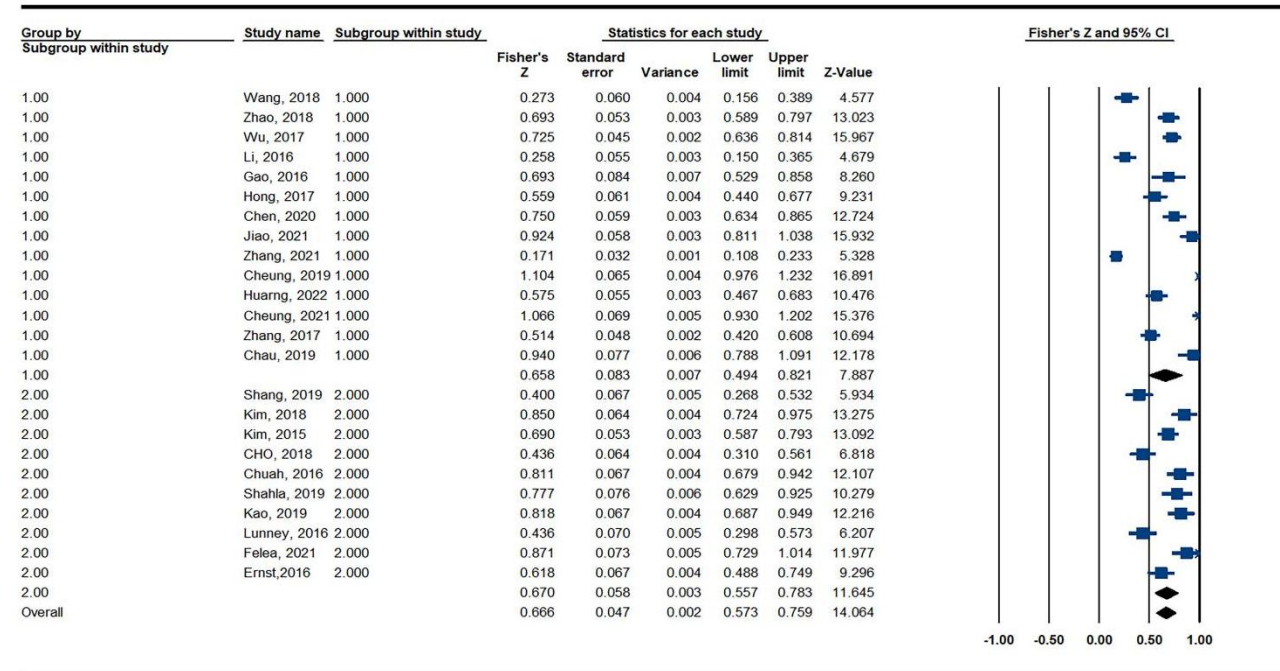 Group by Study name Subgroup within study Statistics for each study Fisher's Z and 95% CI
Subgroup within study
Fisher's Standard Lower Upper
Z error Variance limit limit Z-Value
1.00 Wang, 2018 1.000 0.273 0.060 0.004 0.156 0.389 4.577
1.00 Zhao, 2018 1.000 0.693 0.053 0.003 0.589 0.797 13.023
1.00 Wu, 2017 1.000 0.725 0.045 0.002 0.636 0.814 15.967
1.00 Li, 2016 1.000 0.258 0.055 0.003 0.150 0.365 4.679
1.00 Gao, 2016 1.000 0.693 0.084 0.007 0.529 0.858 8.260
1.00 Hong, 2017 1.000 0.559 0.061 0.004 0.440 0.677 9.231
1.00 Chen, 2020 1.000 0.750 0.059 0.003 0.634 0.865 12.724
1.00 Jiao, 2021 1.000 0.924 0.058 0.003 0.811 1.038 15.932
1.00 Zhang, 2021 1.000 0.171 0.032 0.001 0.108 0.233 5.328
1.00 Cheung, 2019 1.000 1.104 0.065 0.004 0.976 1.232 16.891
1.00 Huarng, 2022 1.000 0.575 0.055 0.003 0.467 0.683 10.476
1.00 Cheung, 2021 1.000 1.066 0.069 0.005 0.930 1.202 15.376
1.00 Zhang, 2017 1.000 0.514 0.048 0.002 0.420 0.608 10.694
1.00 Chau, 2019 1.000 0.940 0.077 0.006 0.788 1.091 12.178
1.00 0.658 0.083 0.007 0.494 0.821 7.887
2.00 Shang, 2019 2.000 0.400 0.067 0.005 0.268 0.532 5.934
2.00 Kim, 2018 2.000 0.850 0.064 0.004 0.724 0.975 13.275
2.00 Kim, 2015 2.000 0.690 0.053 0.003 0.587 0.793 13.092
2.00 CHO, 2018 2.000 0.436 0.064 0.004 0.310 0.561 6.818
2.00 Chuah, 2016 2.000 0.811 0.067 0.004 0.679 0.942 12.107
2.00 Shahla, 2019 2.000 0.777 0.076 0.006 0.629 0.925 10.279
2.00 Kao, 2019 2.000 0.818 0.067 0.004 0.687 0.949 12.216
2.00 Lunney, 2016 2.000 0.436 0.070 0.005 0.298 0.573 6.207
2.00 Felea, 2021 2.000 0.871 0.073 0.005 0.729 1.014 11.977
2.00 Ernst,2016 2.000 0.618 0.067 0.004 0.488 0.749 9.296
2.00 0.670 0.058 0.003 0.557 0.783 11.645
Overall 0.666 0.047 0.002 0.573 0.759 14.064
-1.00 -0.50 0.00 0.50 1.00